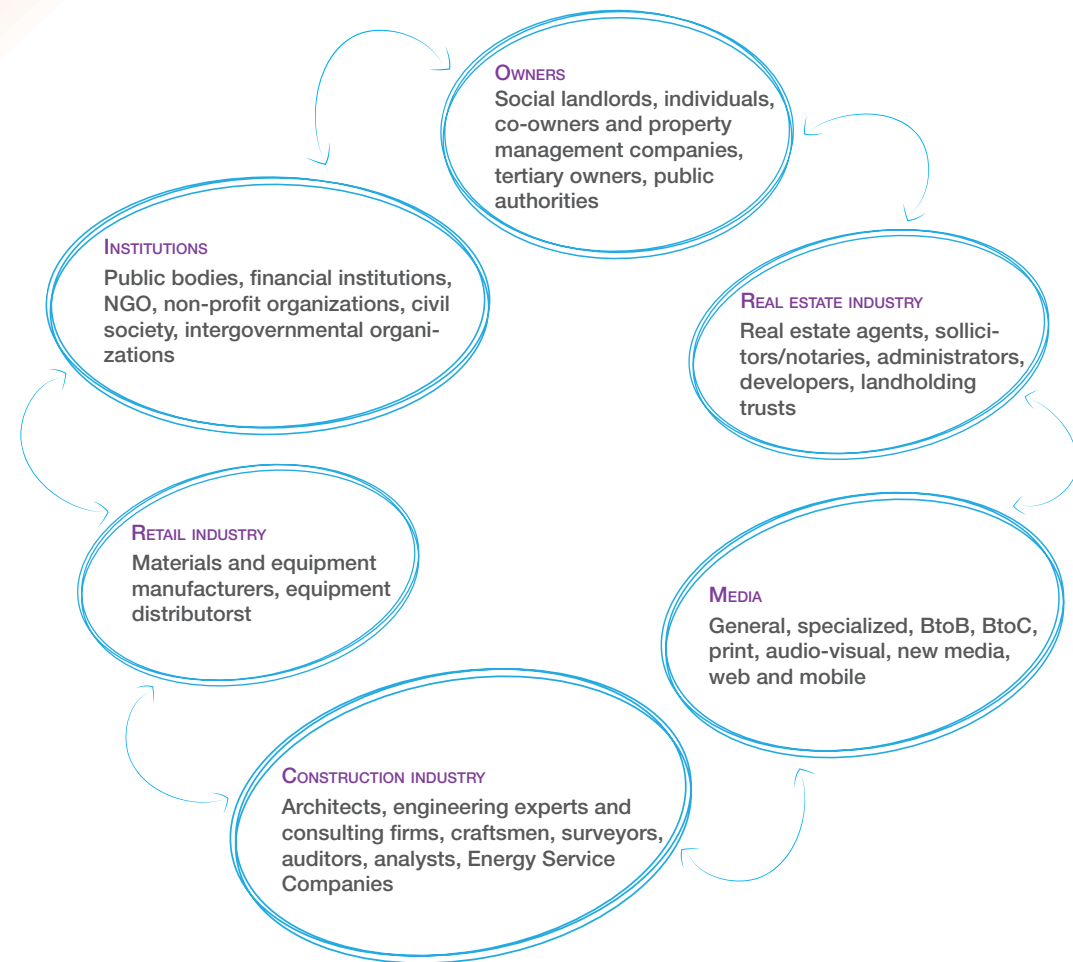 OWNERS
Social landlords, individuals,
co-owners and property
management companies,
tertiary owners, public
authorities
INSTITUTIONS
Public bodies, financial institutions,
NGO, non-profit organizations, civil
society, intergovernmental organi-
zations
REAL ESTATE INDUSTRY
Real estate agents, sollici-
tors/notaries, administrators,
developers, landholding
trusts
RETAIL INDUSTRY
Materials and equipment
manufacturers, equipment
distributorst
MEDIA
General, specialized, BtoB, BtoC,
print, audio-visual, new media,
web and mobile
CONSTRUCTION INDUSTRY
Architects, engineering experts and
consulting firms, craftsmen, surveyors,
auditors, analysts, Energy Service
Companies